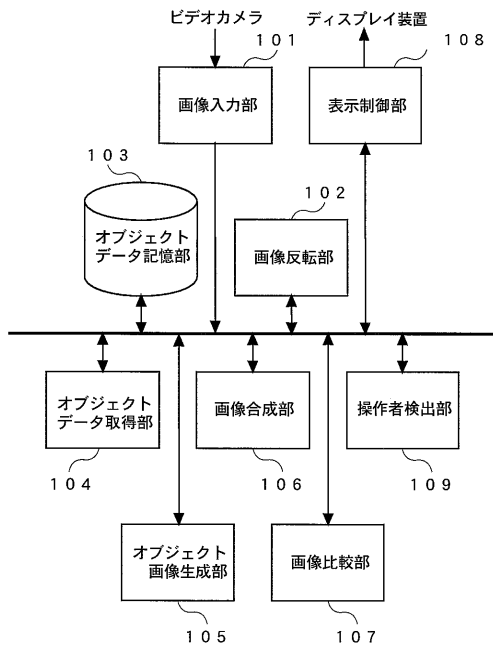 ビデオカメラ
ディスプレイ装置
101
108
画像入力部
表示制御部
103
102
オブジェクト
データ記憶部
画像反転部
オブジェクト
データ取得部
画像合成部
操作者検出部
104
106
109
オブジェクト
画像生成部
画像比較部
105
107